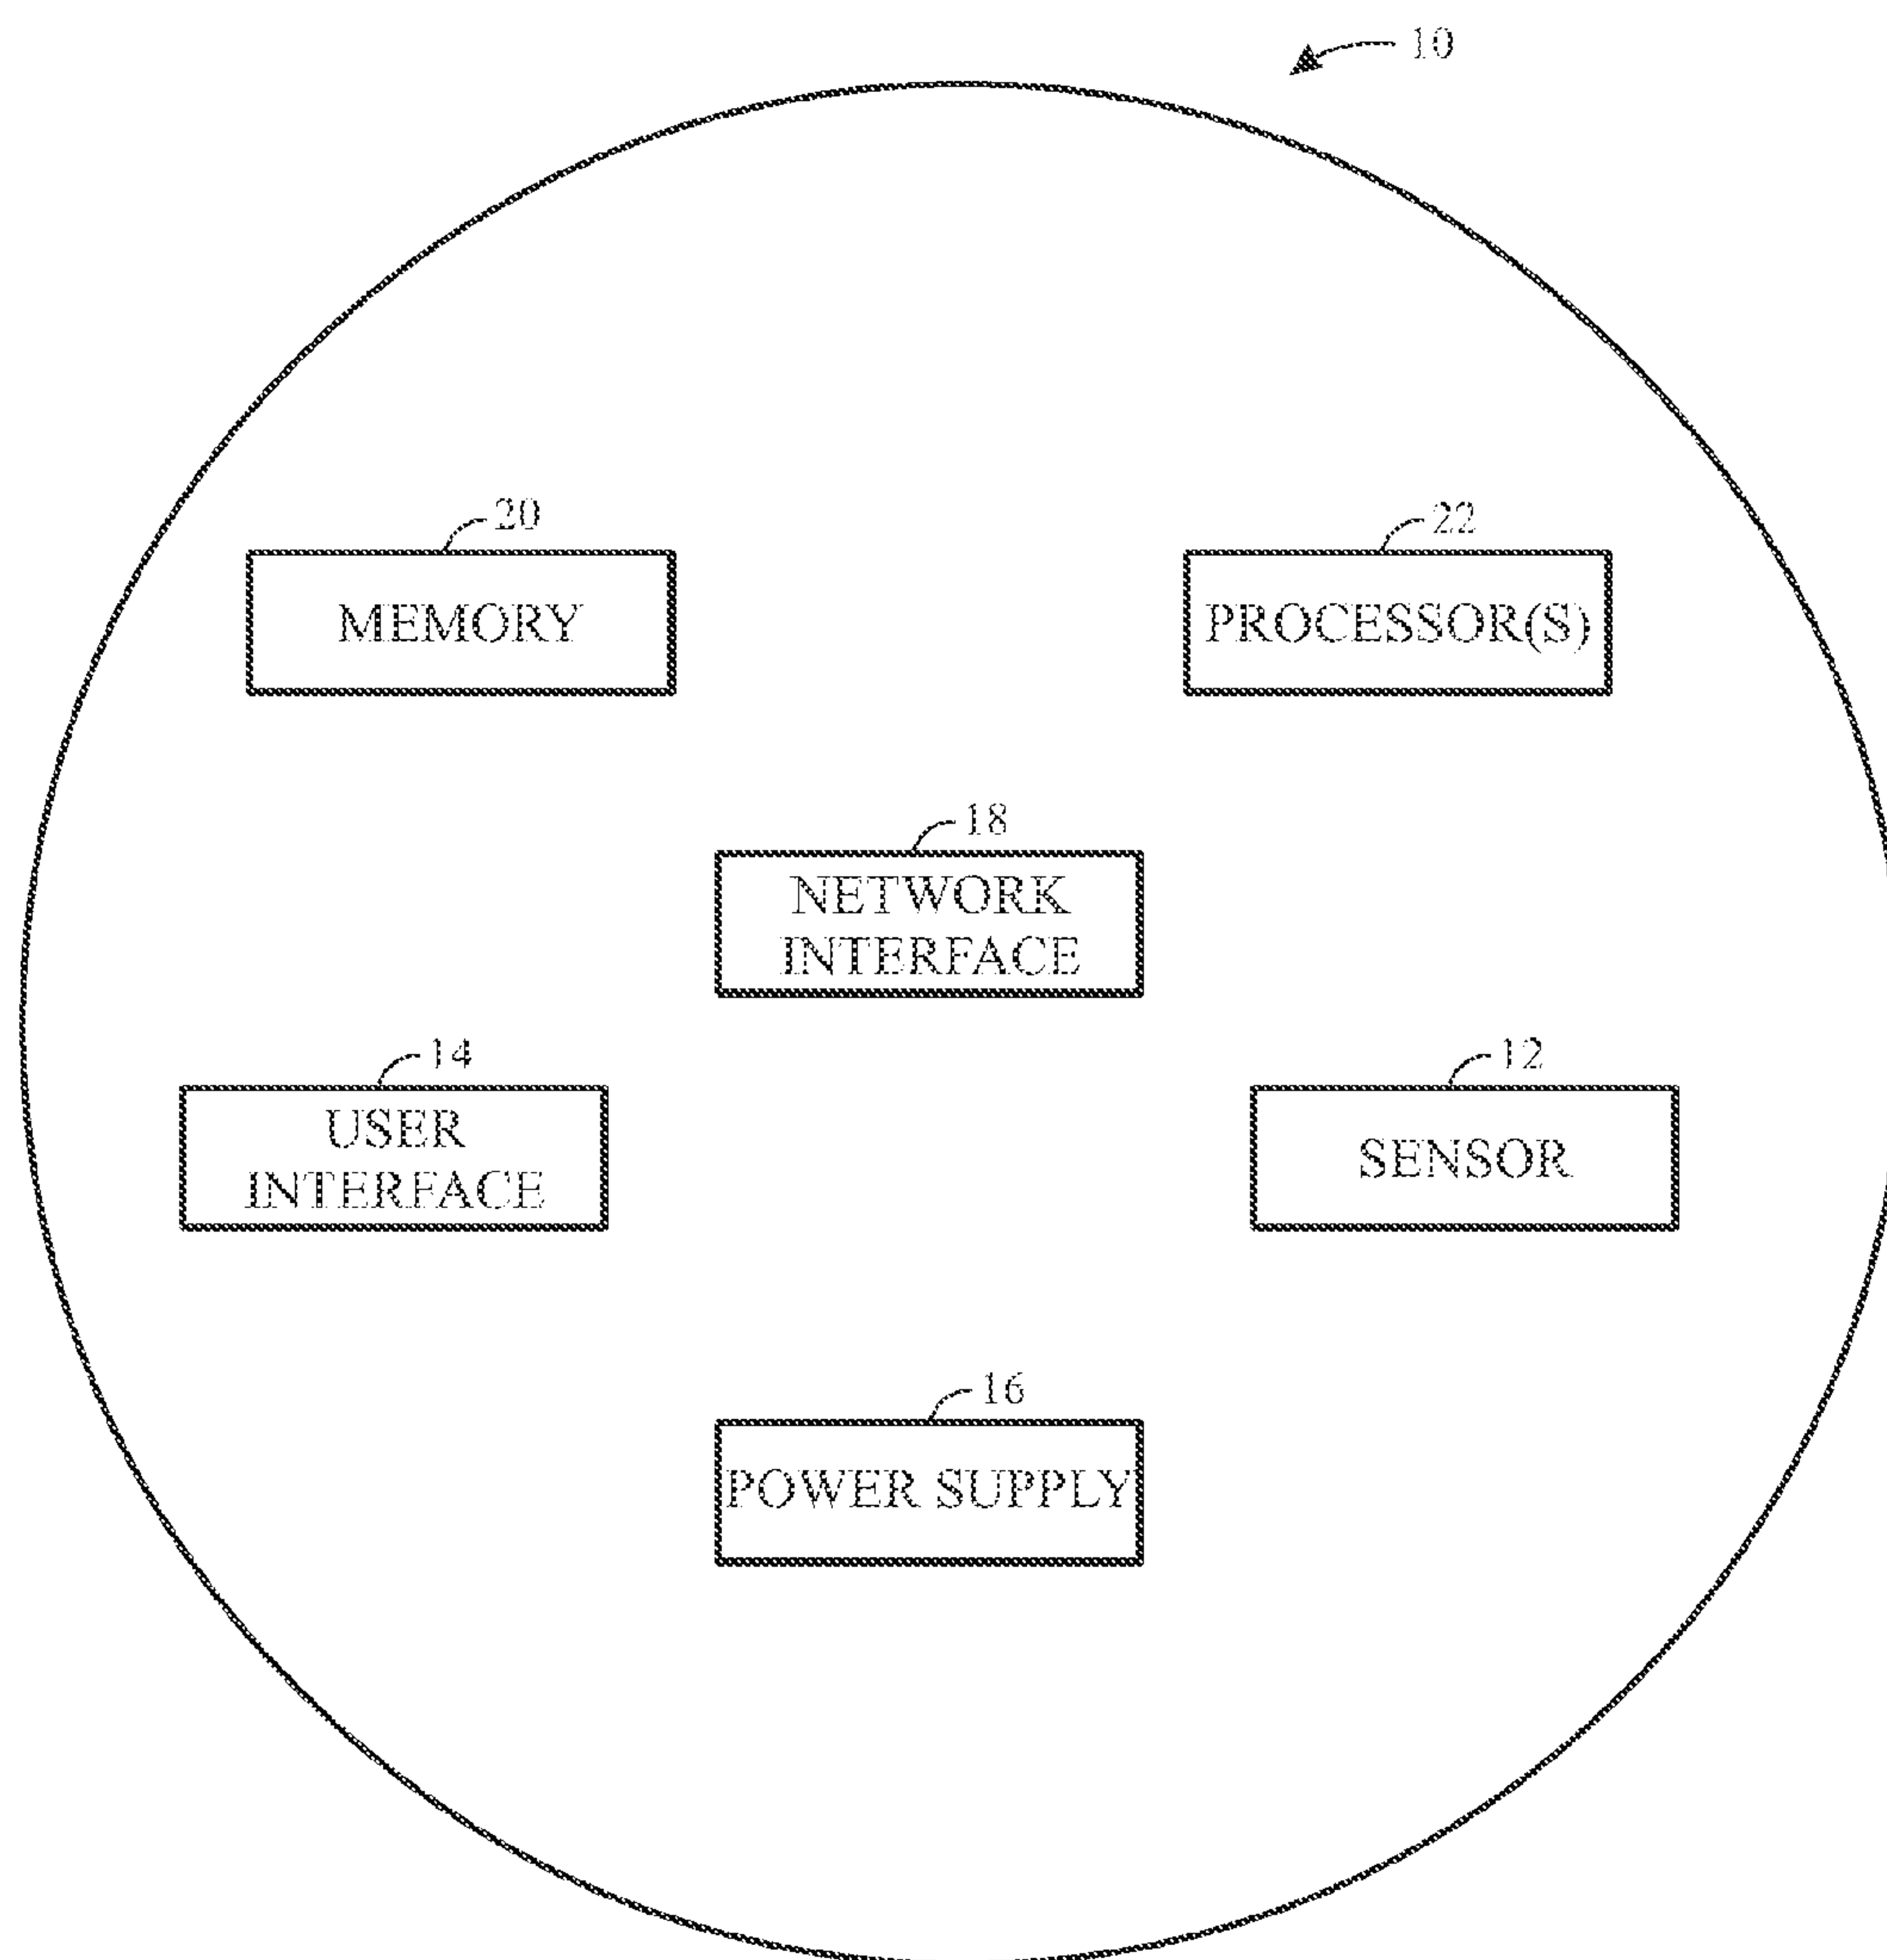 10
20
22
MEMORY
PROCESSOR(S)
18
NETWORK
INTERFACE
14
12
USER
INTERFACE
SENSOR
16
POWER SUPPLY